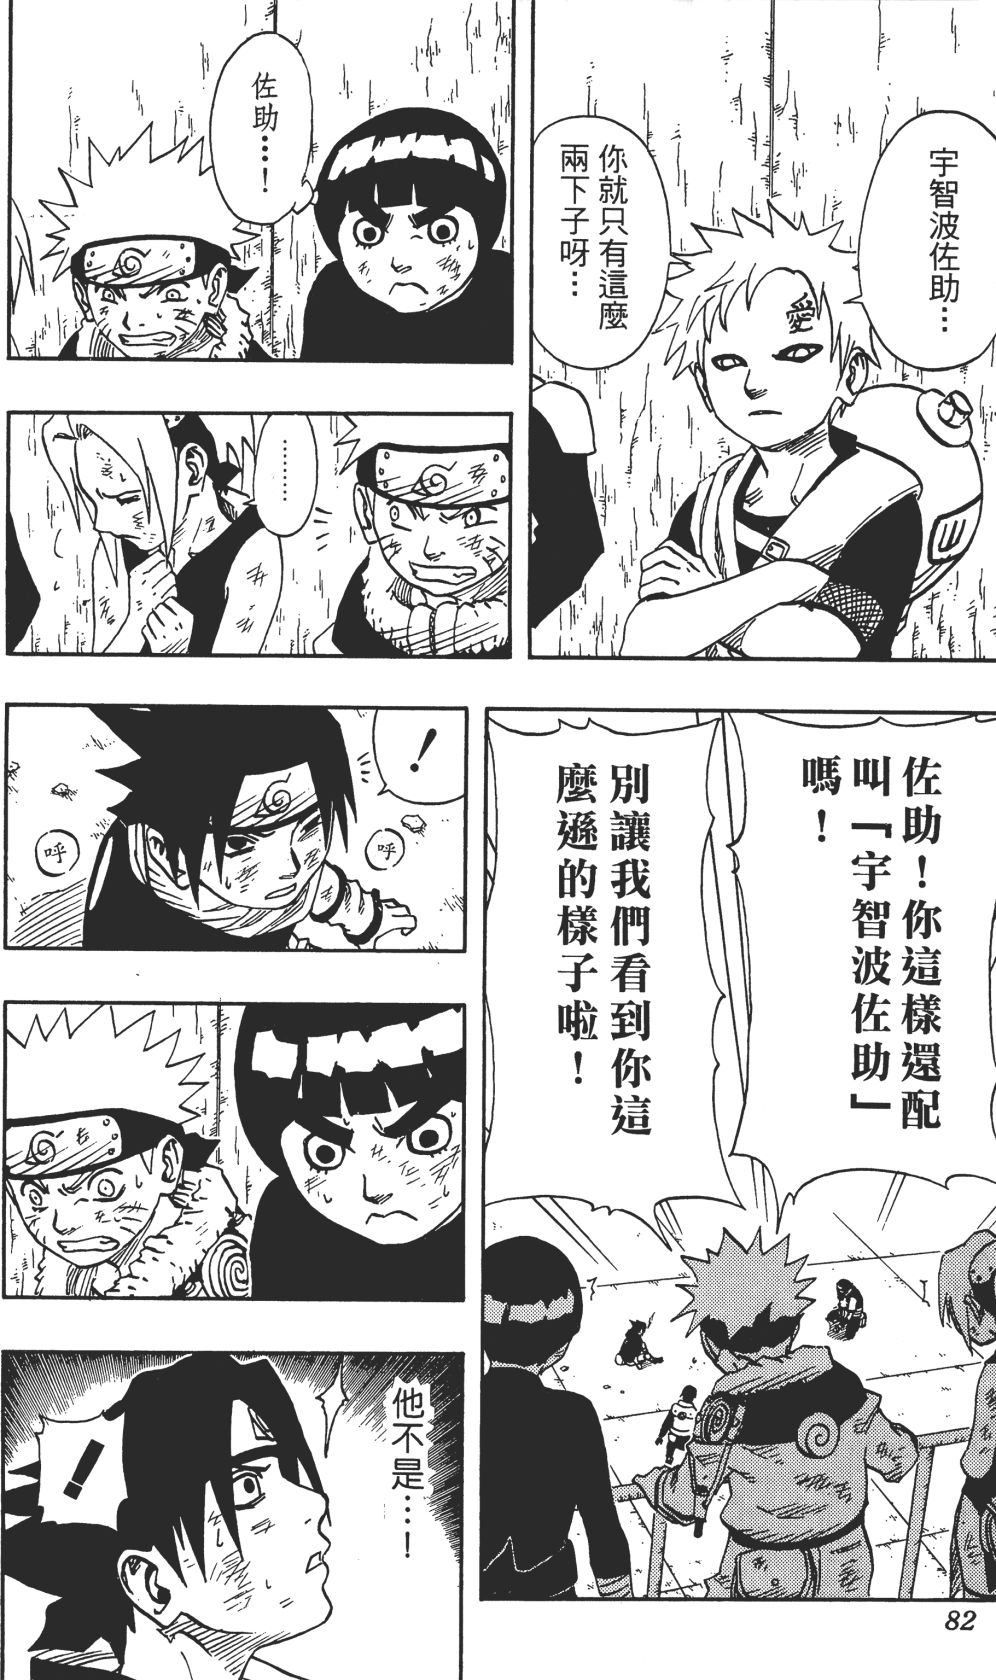 宇智波佐助…
愛
你就只有這麼
兩下子呀…
佐助…！
……
佐助！你這樣還配
叫『宇智波佐助』
嗎！
別讓我們看到你這
麼遜的樣子啦！
！
呼
呼
他不是…！
！
82